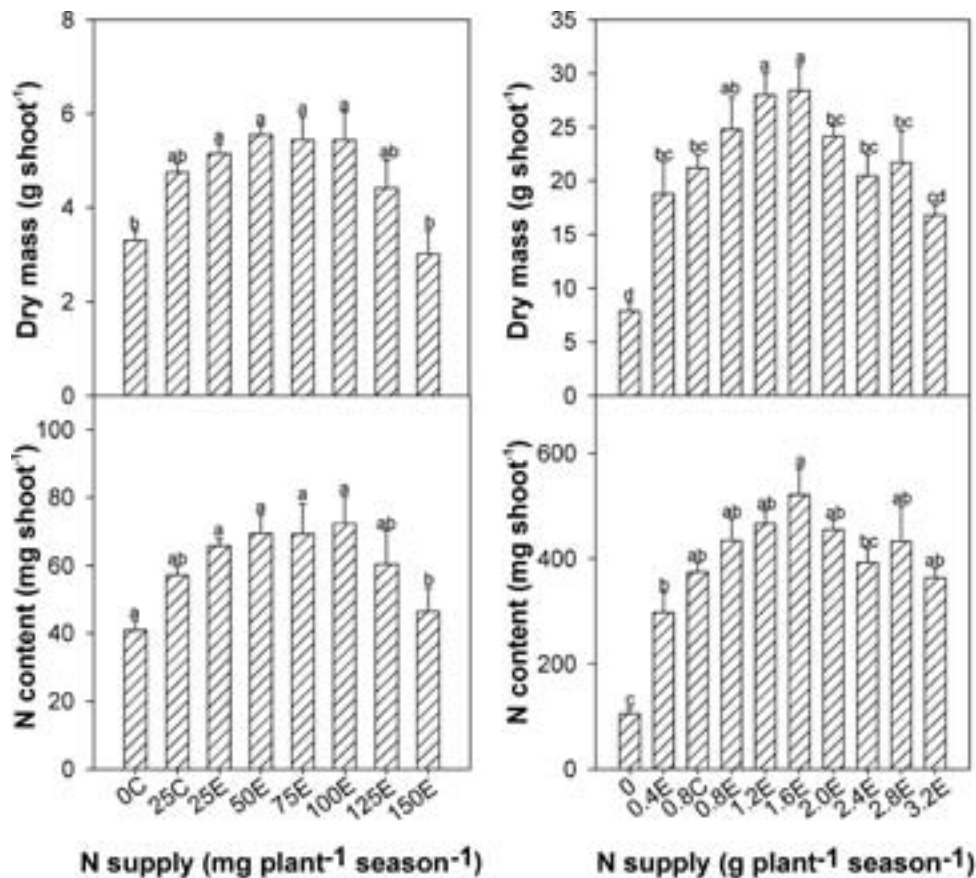 Dry mass (g shoot⁻¹)
8
6
4
2
0
b
ab
a
a
a
a
ab
b
Dry mass (g shoot⁻¹)
35
30
25
20
15
10
5
0
d
bc
bc
ab
a
a
bc
bc
bc
cd
N content (mg shoot⁻¹)
100
80
60
40
20
0
a
ab
a
a
a
a
ab
b
0C 25C 25E 50E 75E 100E 125E 150E
N supply (mg plant⁻¹ season⁻¹)
N content (mg shoot⁻¹)
600
400
200
0
c
b
ab
ab
ab
a
ab
bc
ab
ab
0 0.4E 0.8C 0.8E 1.2E 1.6E 2.0E 2.4E 2.8E 3.2E
N supply (g plant⁻¹ season⁻¹)